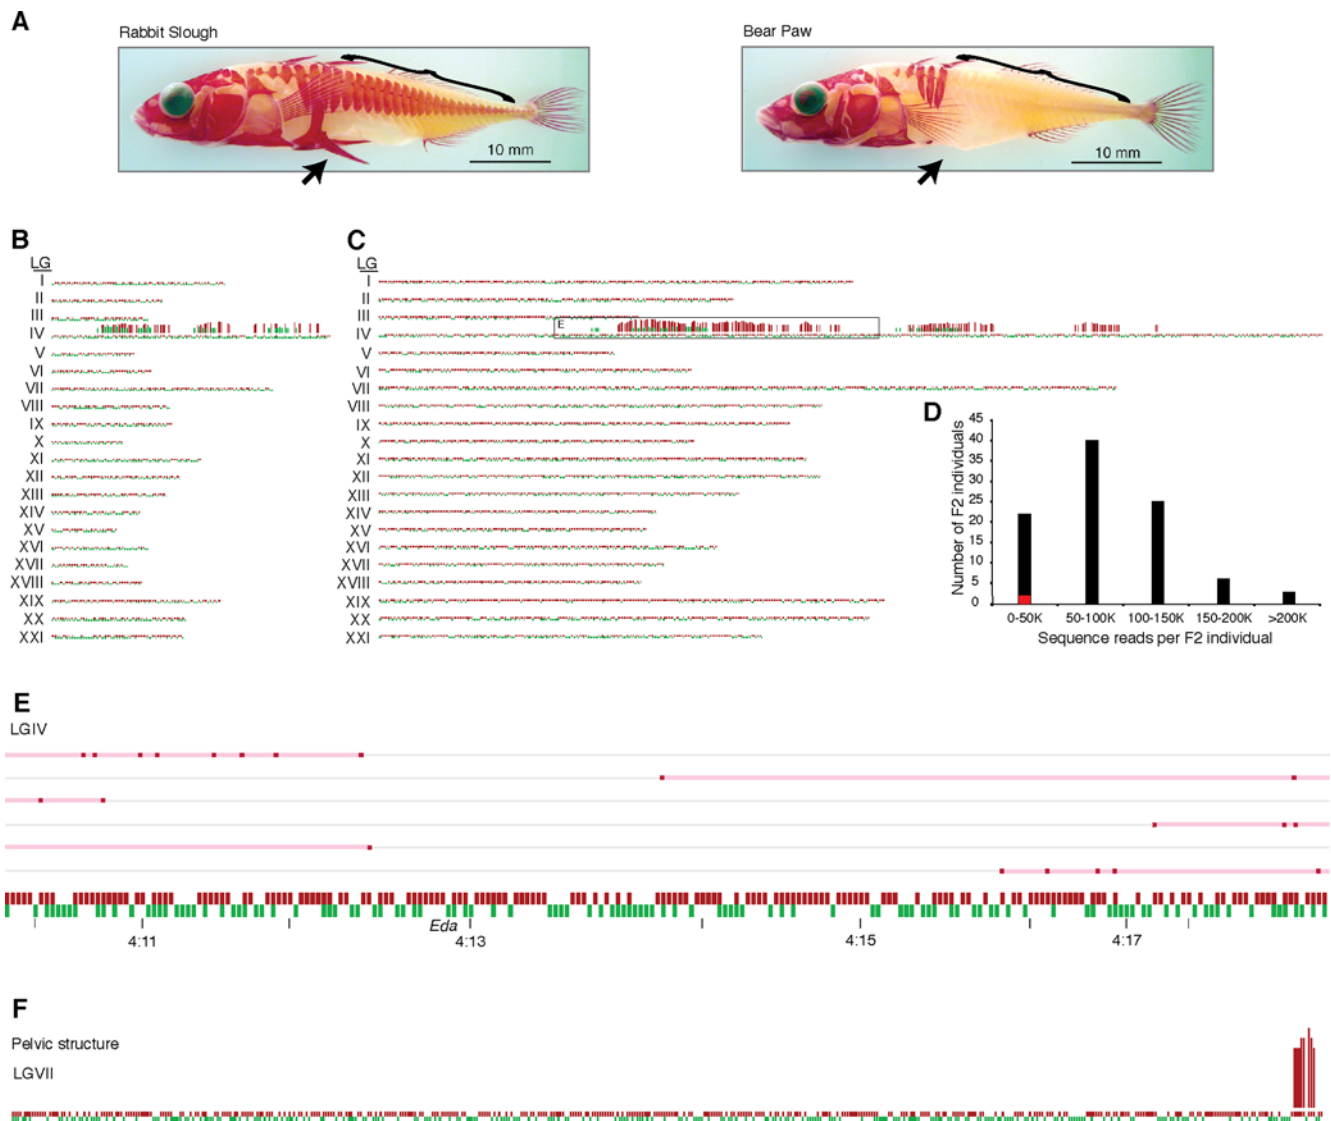 A
Rabbit Slough
Bear Paw
10 mm
10 mm
B
C
LG
I
II
III
IV
V
VI
VII
VIII
IX
X
XI
XII
XIII
XIV
XV
XVI
XVII
XVIII
XIX
XX
XXI
LG
I
II
III
E
IV
V
VI
VII
VIII
IX
X
XI
XII
XIII
XIV
XV
XVI
XVII
XVIII
XIX
XX
XXI
D
Number of F2 individuals
45
40
35
30
25
20
15
10
5
0
0-50K 50-100K 100-150K 150-200K >200K
Sequence reads per F2 individual
E
LGIV
Eda
4:11 4:13 4:15 4:17
F
Pelvic structure
LGVII